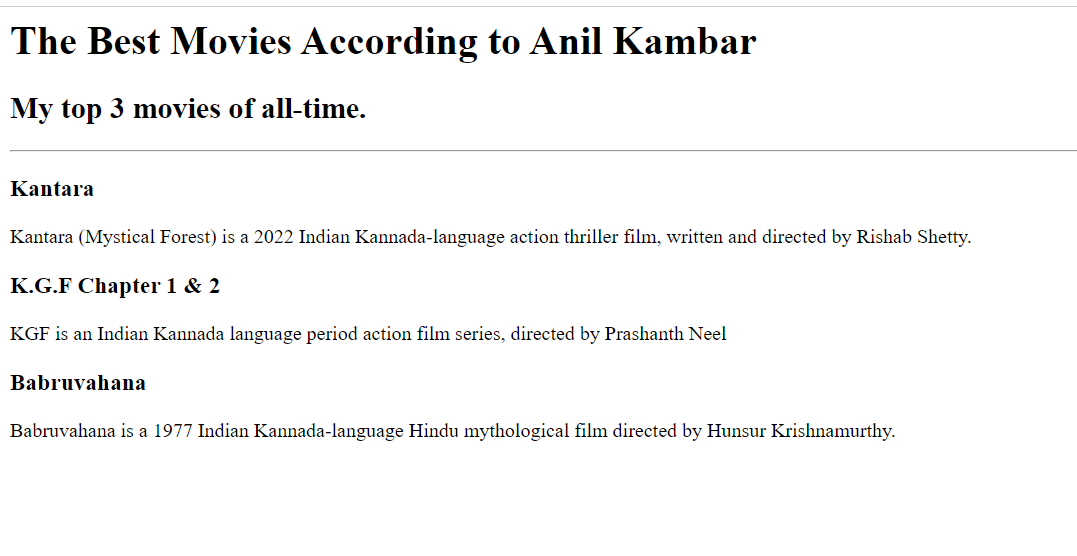 The Best Movies According to Anil Kambar
My top 3 movies of all-time.
Kantara
Kantara (Mystical Forest) is a 2022 Indian Kannada-language action thriller film, written and directed by Rishab Shetty.
K.G.F Chapter 1 & 2
KGF is an Indian Kannada language period action film series, directed by Prashanth Neel
Babruvahana
Babruvahana is a 1977 Indian Kannada-language Hindu mythological film directed by Hunsur Krishnamurthy.